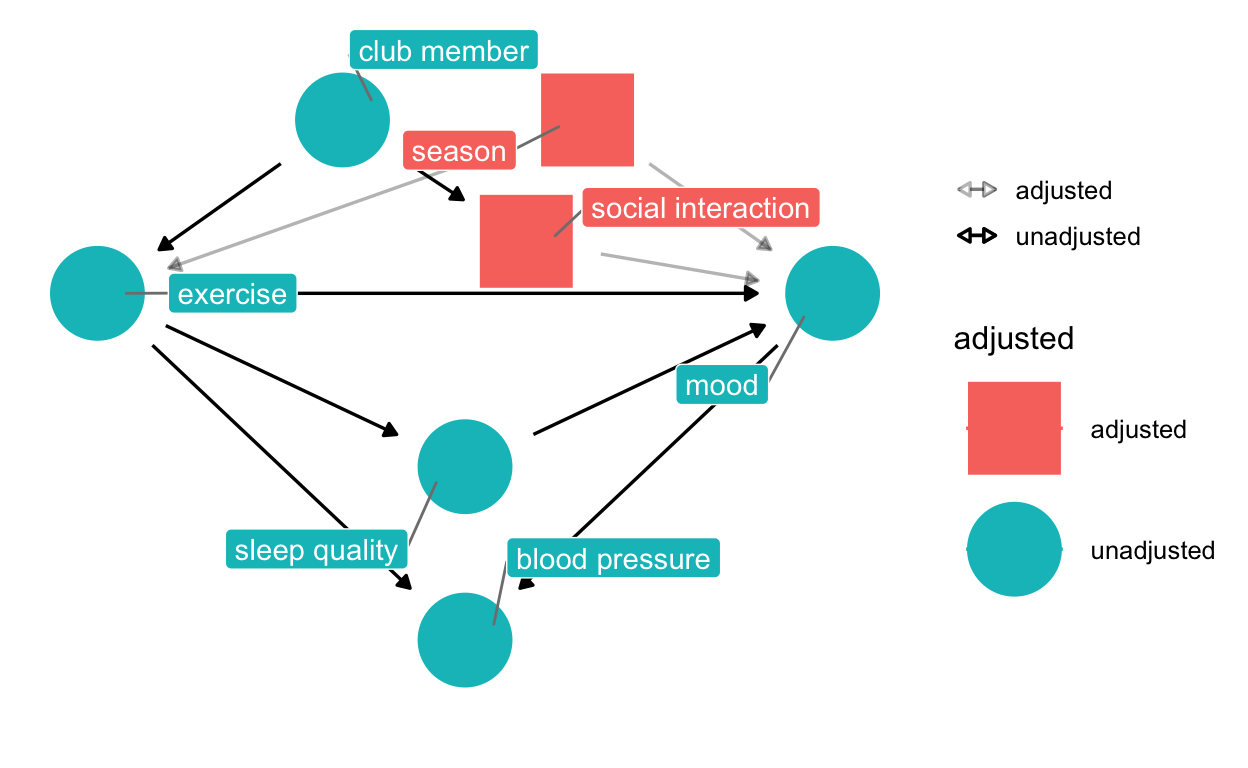 club member
season
social interaction
exercise
mood
sleep quality
blood pressure
adjusted
unadjusted
adjusted
adjusted
unadjusted